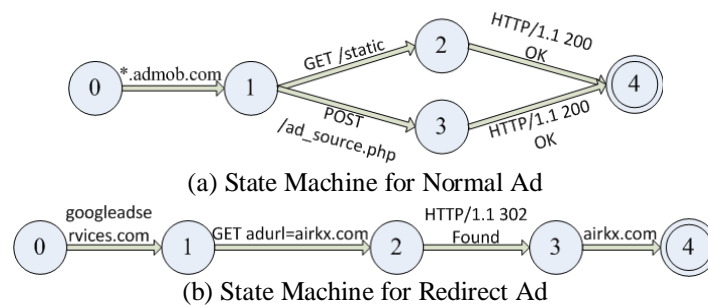 0
*.admob.com
1
GET /static
2
HTTP/1.1 200
OK
POST
/ad_source.php
3
HTTP/1.1 200
OK
4
(a) State Machine for Normal Ad
0
googleadse
rvices.com
1
GET adurl=airkx.com
2
HTTP/1.1 302
Found
3
airkx.com
4
(b) State Machine for Redirect Ad